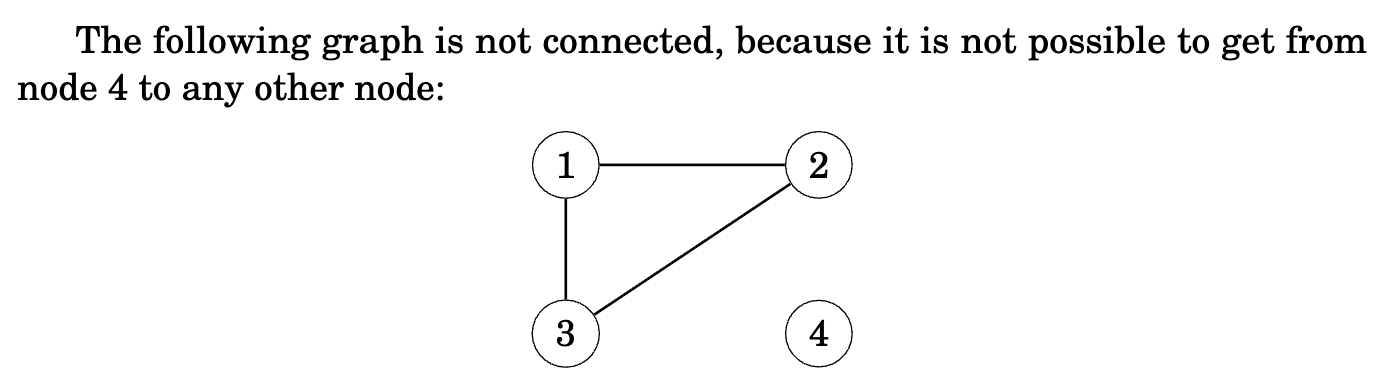 The following graph is not connected, because it is not possible to get from
node 4 to any other node:
1 2
3 4